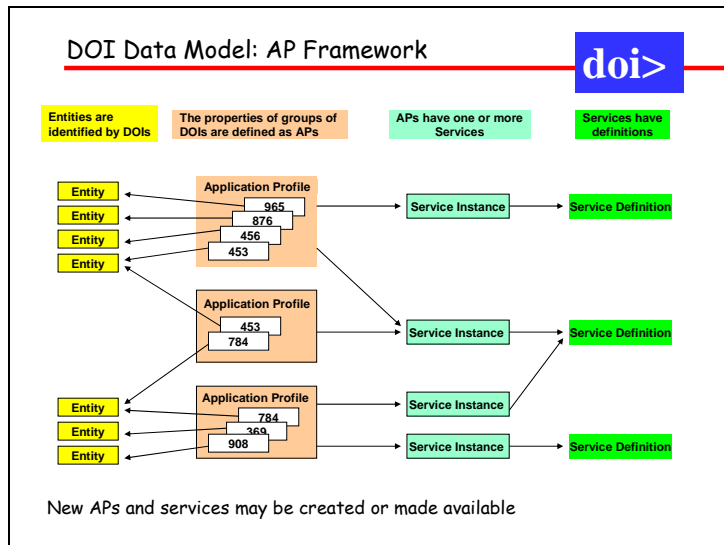 DOI Data Model: AP Framework
doi>
Entities are
identified by DOIs
The properties of groups of
DOIs are defined as APs
APs have one or more
Services
Services have
definitions
Entity
Entity
Entity
Entity
Application Profile
965
876
456
453
Service Instance
Service Definition
Application Profile
453
784
Service Instance
Service Definition
Entity
Entity
Entity
Application Profile
784
369
908
Service Instance
Service Instance
Service Definition
New APs and services may be created or made available